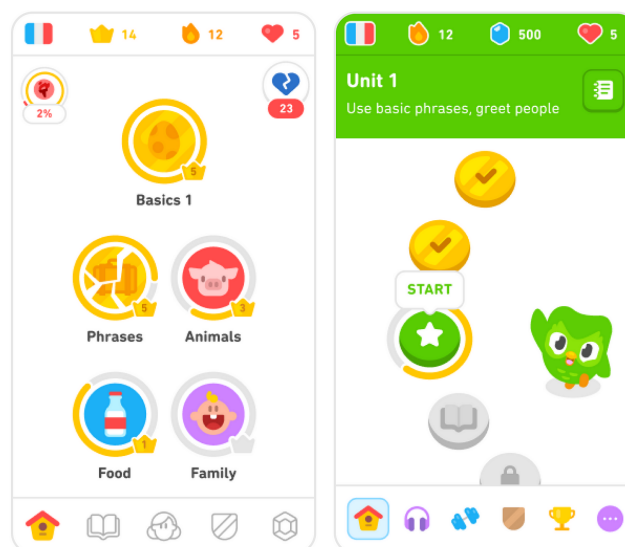 14
12
5
2%
23
5
Basics 1
5
3
Phrases
Animals
1
Food
Family
12
500
5
Unit 1
Use basic phrases, greet people
START